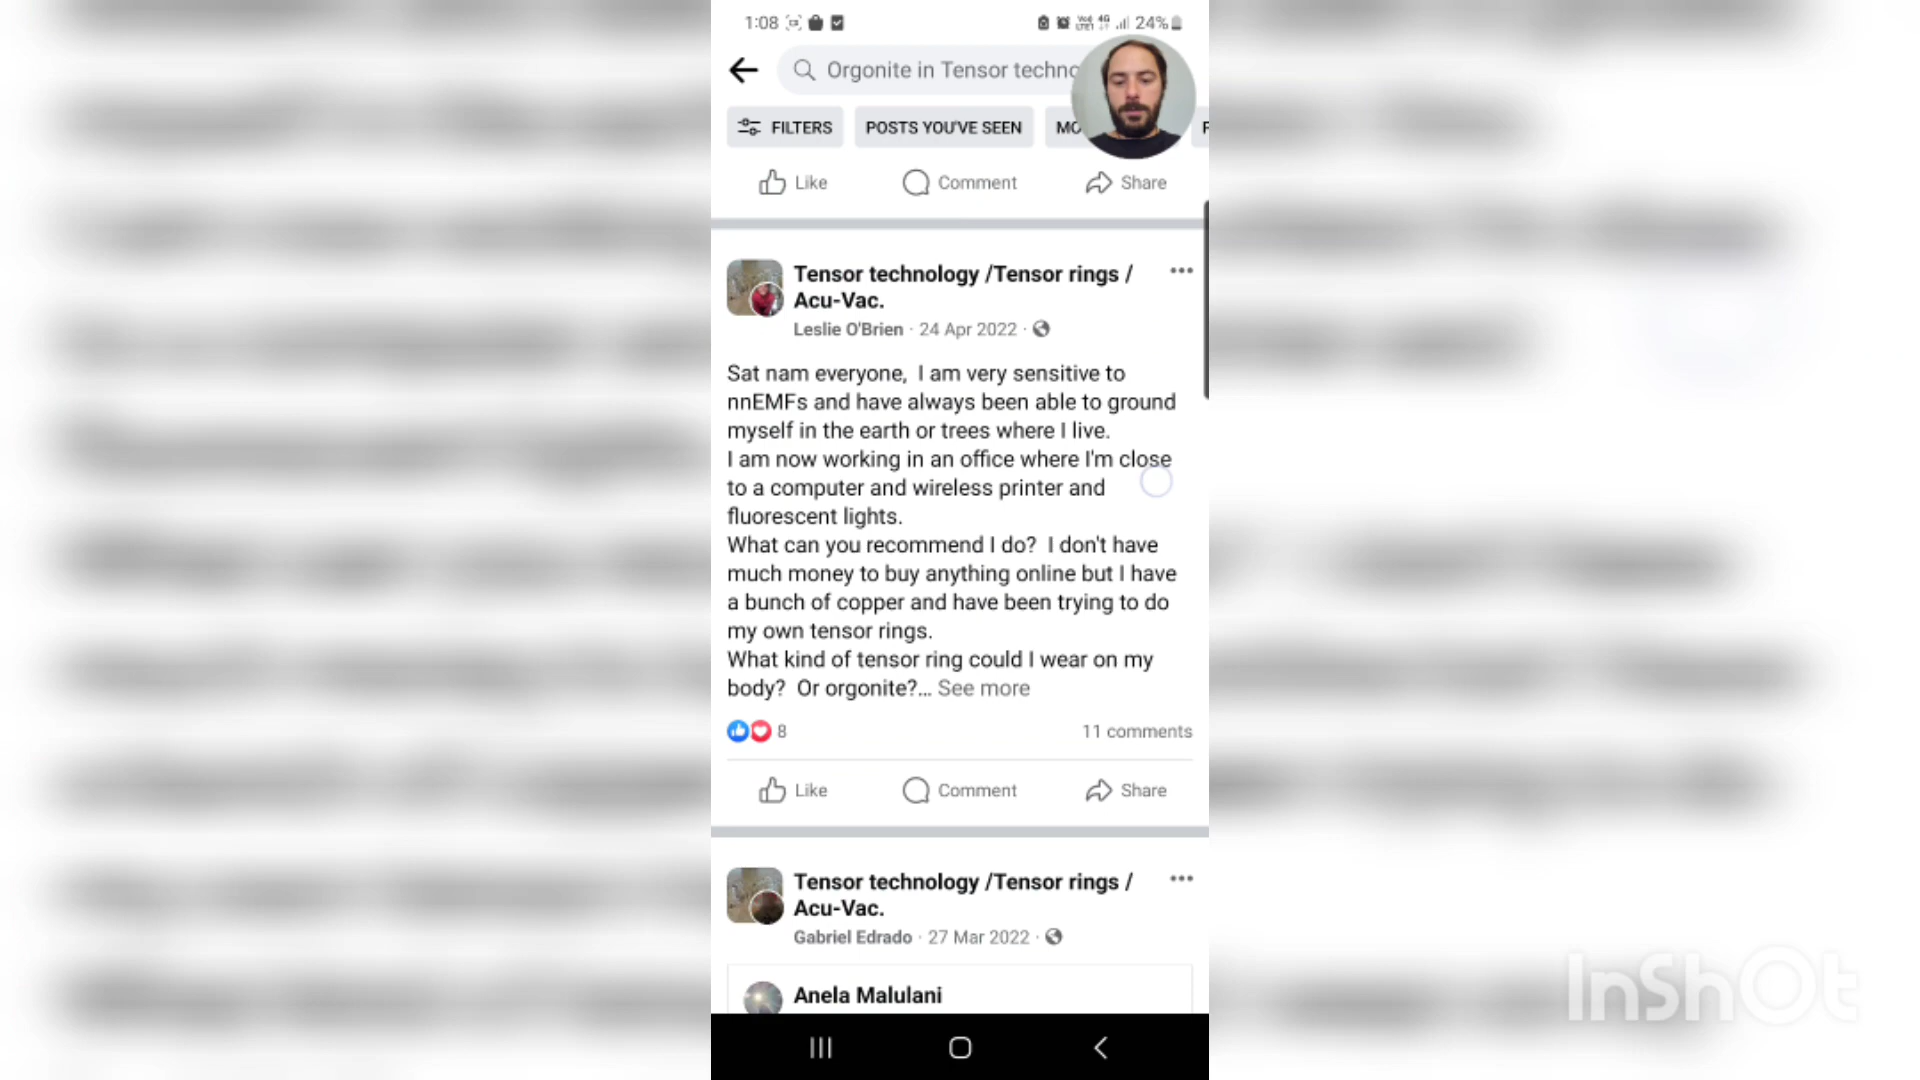 1:08 Vo) LTE1 4G 24%
Orgonite in Tensor techno
FILTERS POSTS YOU'VE SEEN
Like Comment Share
Tensor technology /Tensor rings /
Acu-Vac.
Leslie O'Brien · 24 Apr 2022 ·
Sat nam everyone,  I am very sensitive to
nnEMFs and have always been able to ground
myself in the earth or trees where I live.
I am now working in an office where I'm close
to a computer and wireless printer and
fluorescent lights.
What can you recommend I do?  I don't have
much money to buy anything online but I have
a bunch of copper and have been trying to do
my own tensor rings.
What kind of tensor ring could I wear on my
body?  Or orgonite?... See more
8 11 comments
Like Comment Share
Tensor technology /Tensor rings /
Acu-Vac.
Gabriel Edrado · 27 Mar 2022 ·
Anela Malulani
InShOt